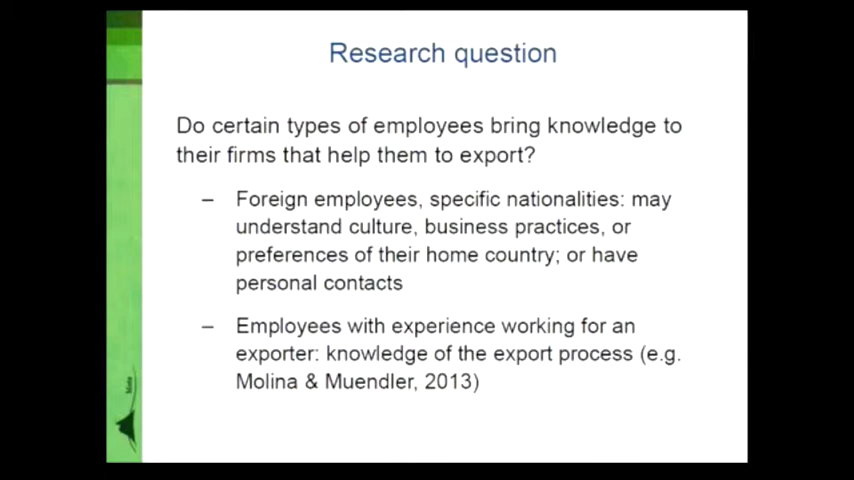 Research question
Do certain types of employees bring knowledge to
their firms that help them to export?
– Foreign employees, specific nationalities: may
understand culture, business practices, or
preferences of their home country; or have
personal contacts
– Employees with experience working for an
exporter: knowledge of the export process (e.g.
Molina & Muendler, 2013)
Motu